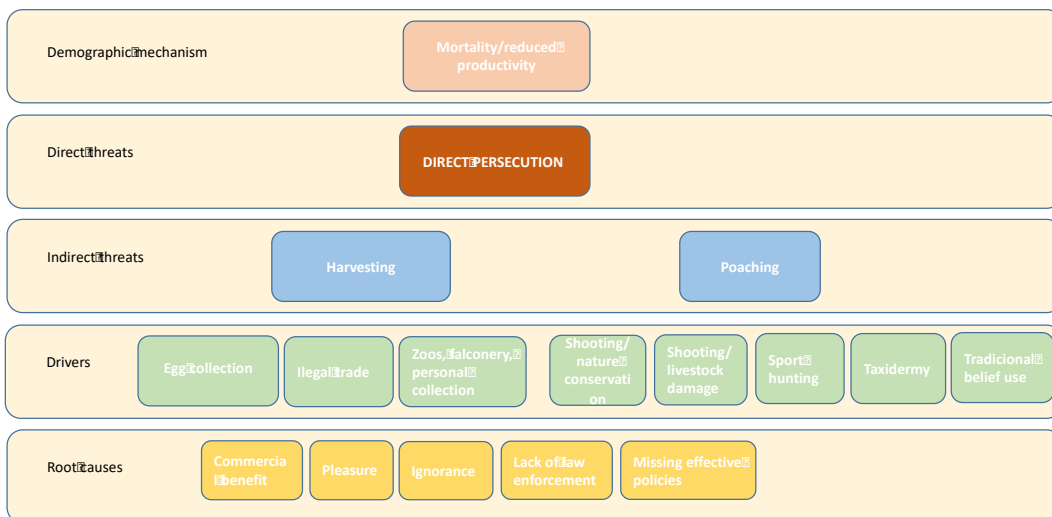 Demographic mechanism
Mortality/reduced
productivity
Direct threats
DIRECT PERSECUTION
Indirect threats
Harvesting
Poaching
Drivers
Egg collection
Ilegal trade
Zoos, falconery,
personal
collection
Shooting/
nature
conservati
on
Shooting/
livestock
damage
Sport
hunting
Taxidermy
Tradicional
belief use
Root causes
Commercia
l benefit
Pleasure
Ignorance
Lack of law
enforcement
Missing effective
policies